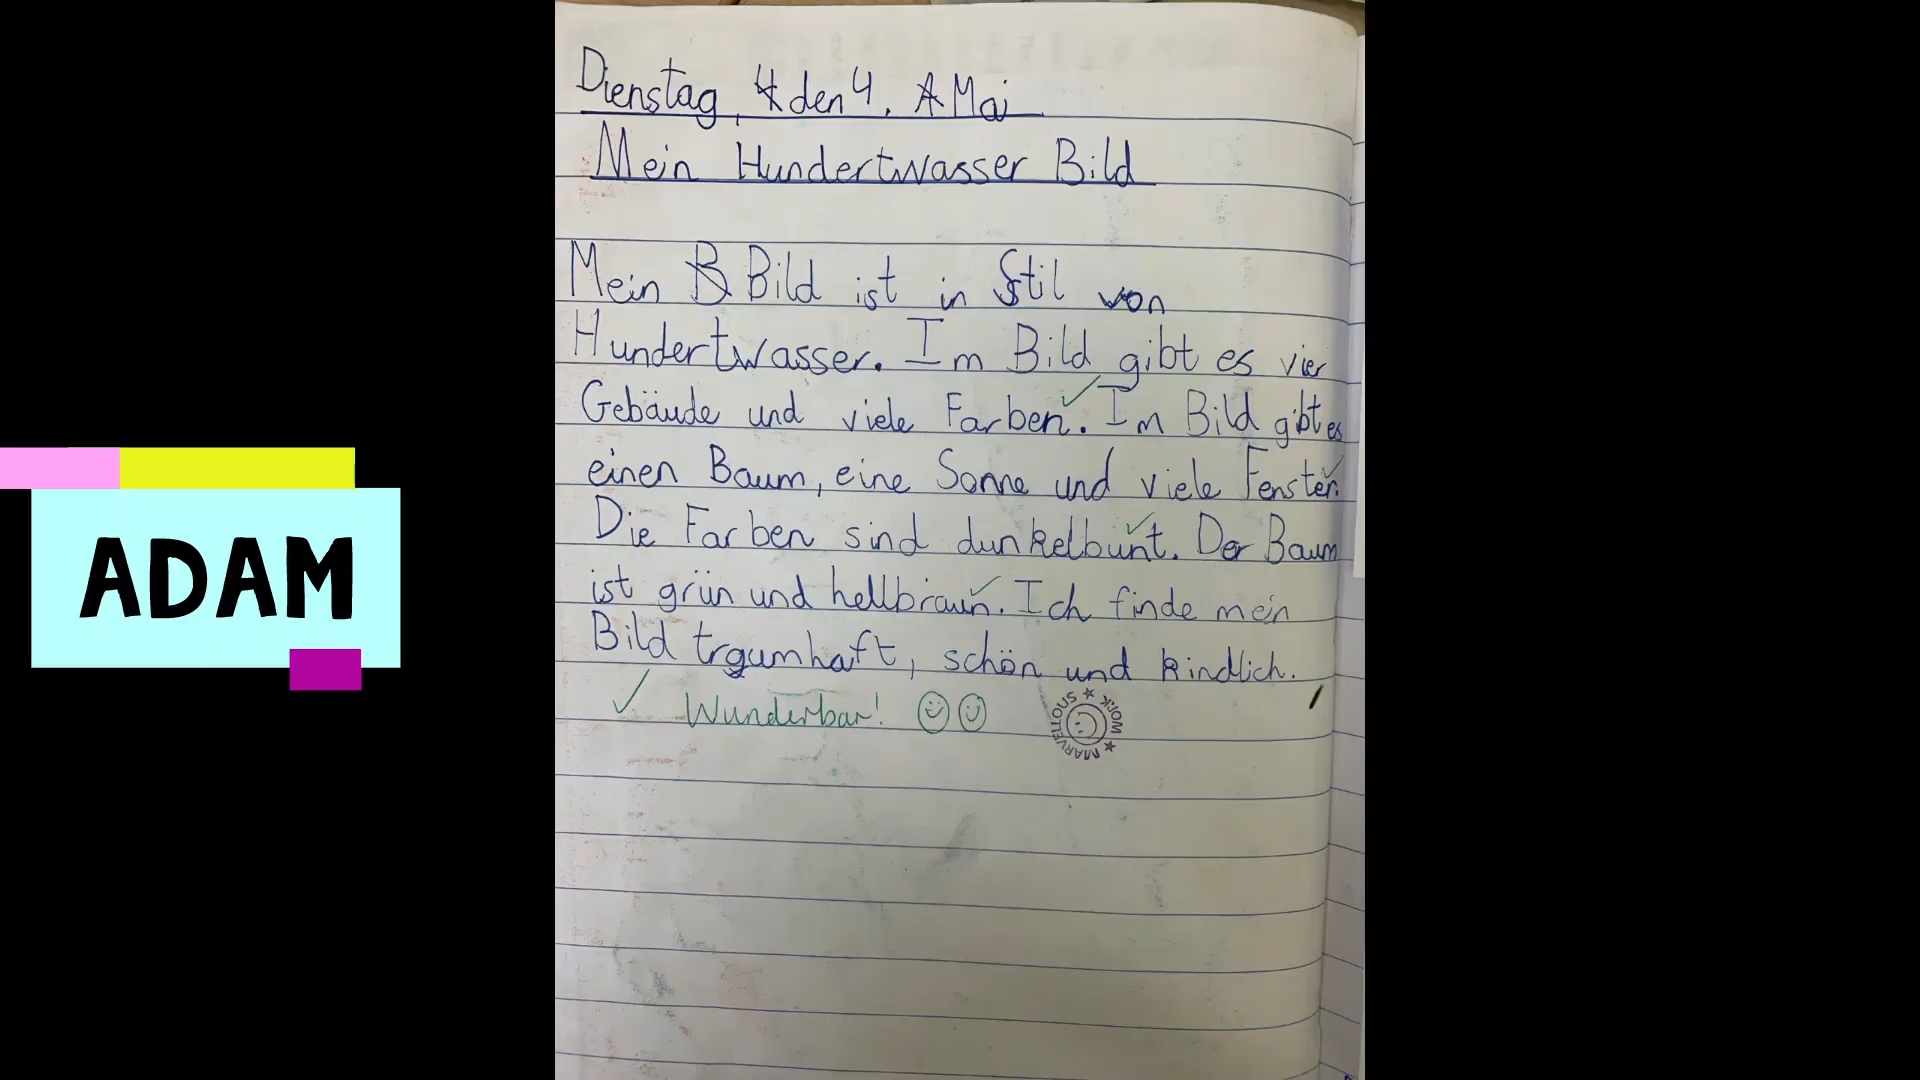 ADAM
Dienstag, den 4. Mai
Mein Hundertwasser Bild
Mein Bild ist in Stil von
Hundertwasser. Im Bild gibt es vier
Gebäude und viele Farben. Im Bild gibt es
einen Baum, eine Sonne und viele Fenster.
Die Farben sind dunkelbunt. Der Baum
ist grün und hellbraun. Ich finde mein
Bild traumhaft, schön und kindlich.
Wunderbar!
MARVELLOUS WORK